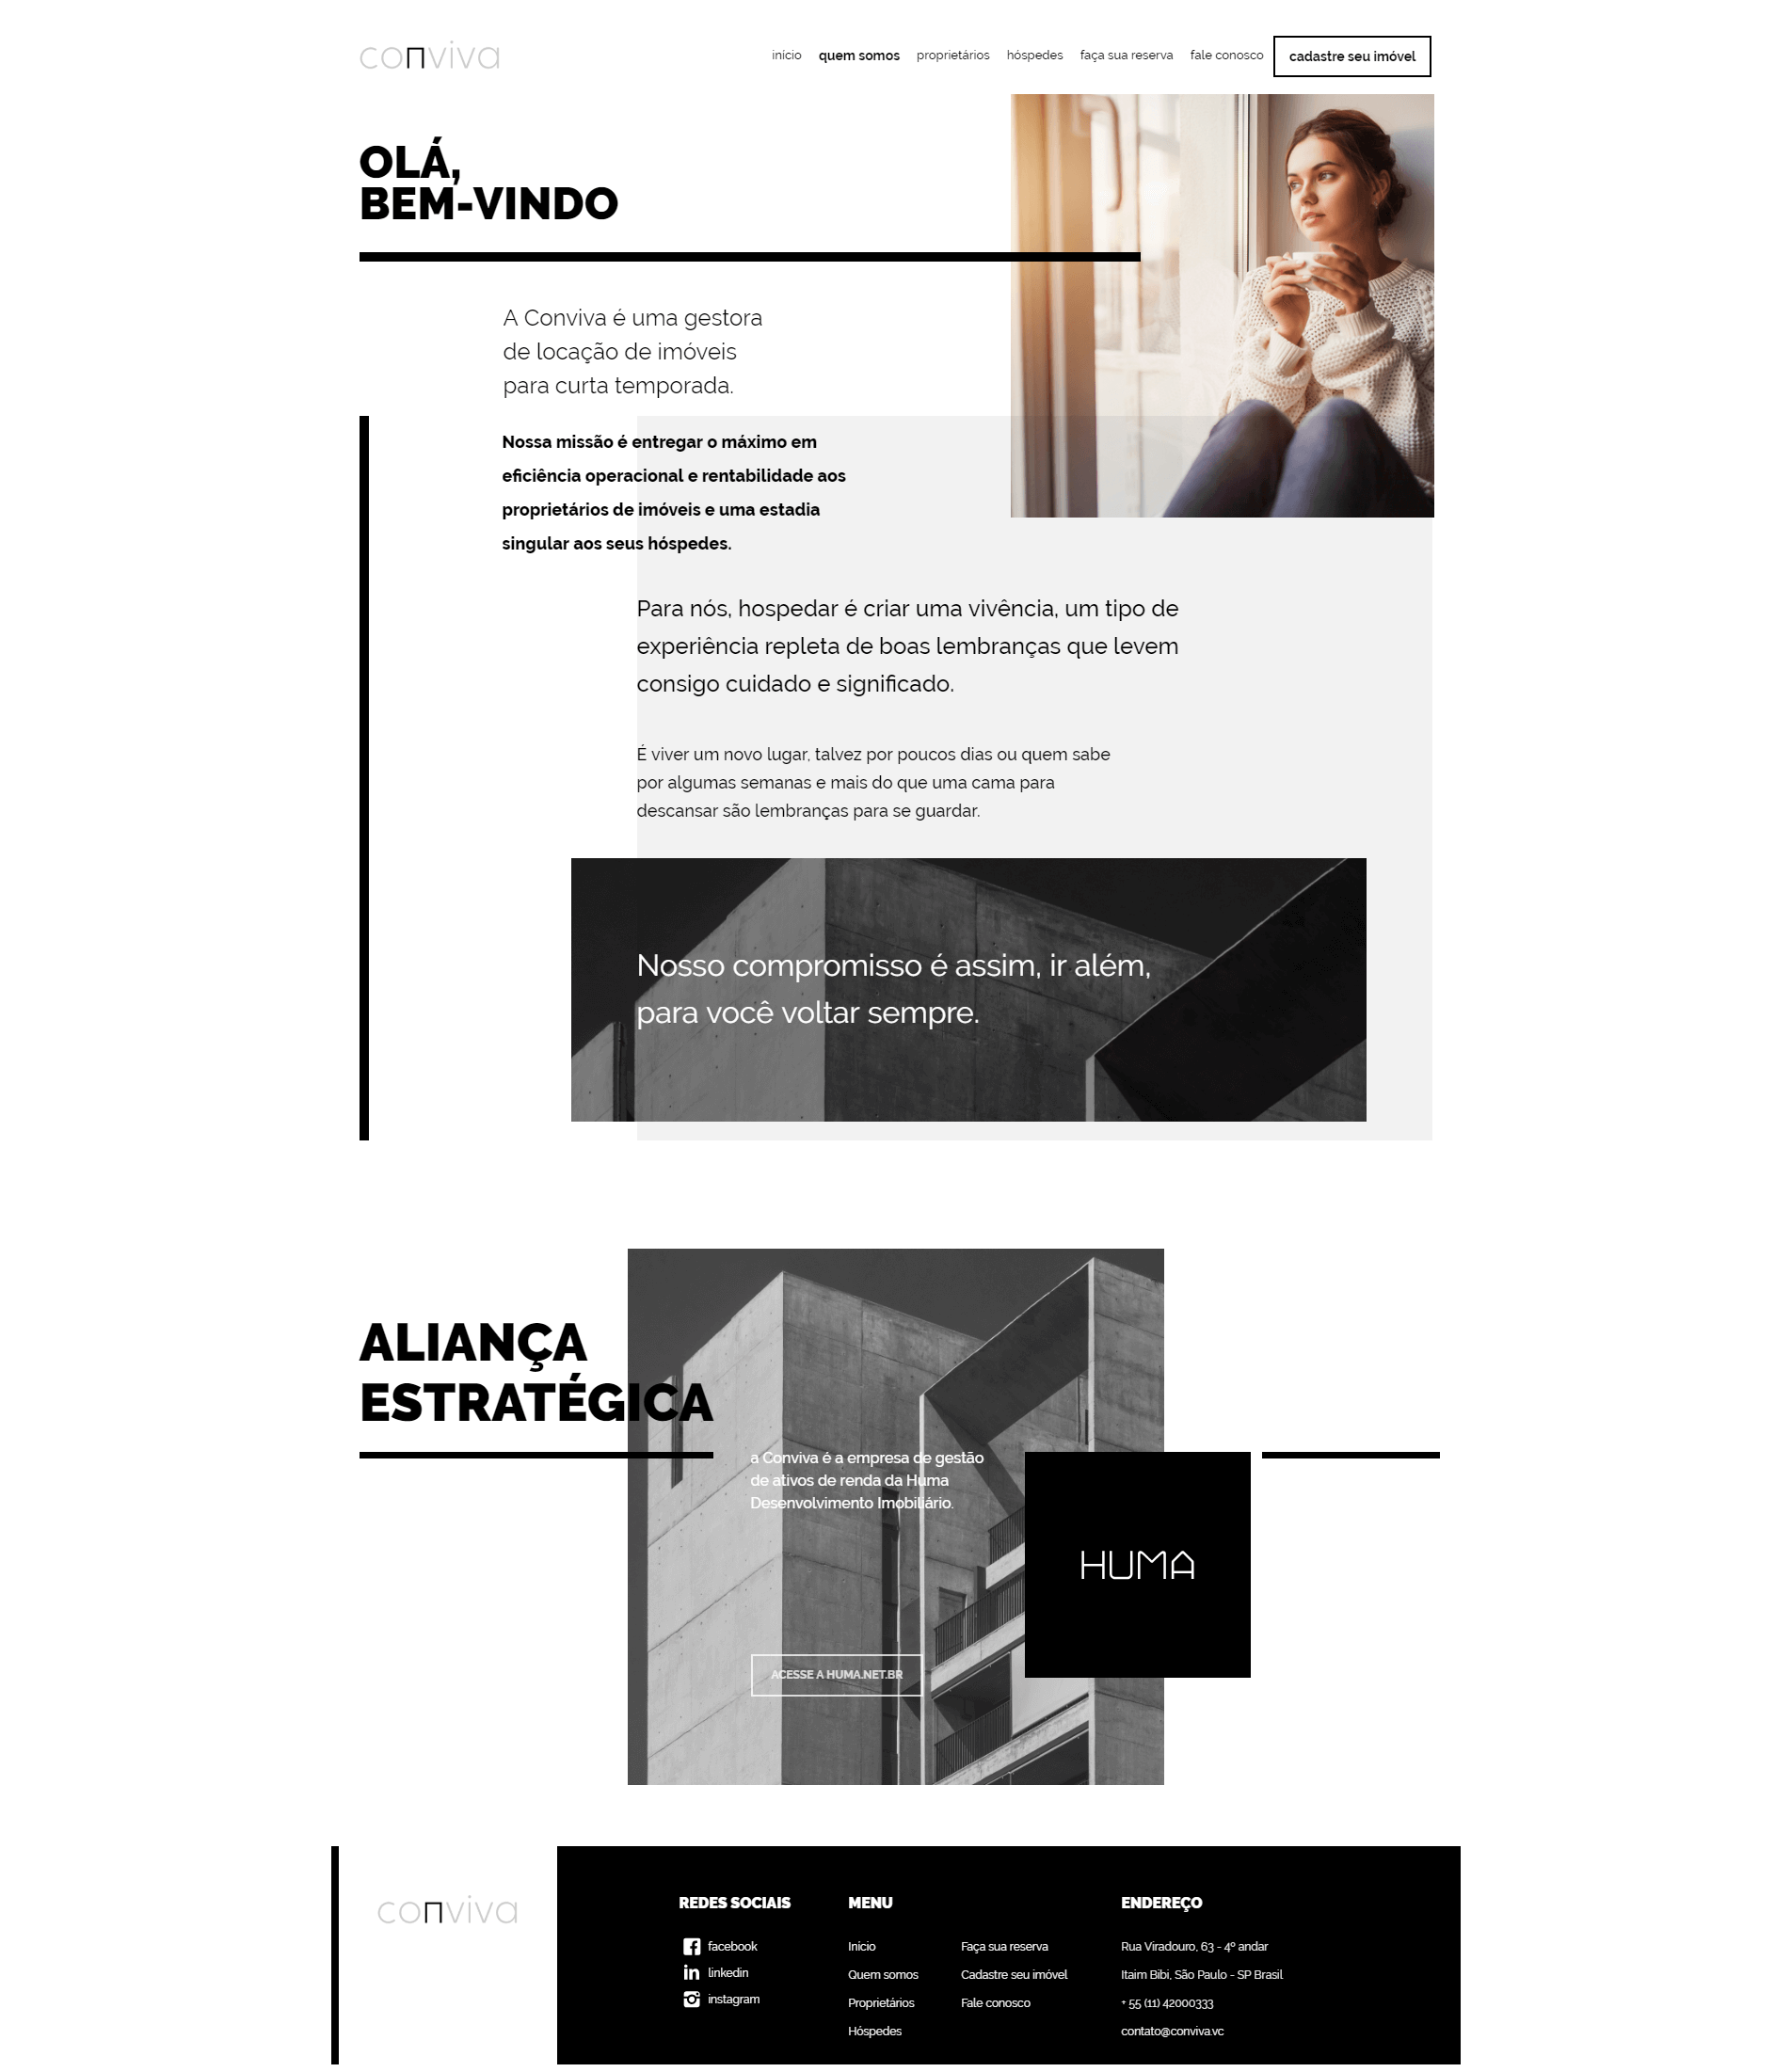 conviva
início quem somos proprietários hóspedes faça sua reserva fale conosco cadastre seu imóvel
OLÁ,
BEM-VINDO
A Conviva é uma gestora
de locação de imóveis
para curta temporada.
Nossa missão é entregar o máximo em
eficiência operacional e rentabilidade aos
proprietários de imóveis e uma estadia
singular aos seus hóspedes.
Para nós, hospedar é criar uma vivência, um tipo de
experiência repleta de boas lembranças que levem
consigo cuidado e significado.
É viver um novo lugar, talvez por poucos dias ou quem sabe
por algumas semanas e mais do que uma cama para
descansar são lembranças para se guardar.
Nosso compromisso é assim, ir além,
para você voltar sempre.
ALIANÇA
ESTRATÉGICA
a Conviva é a empresa de gestão
de ativos de renda da Huma
Desenvolvimento Imobiliário.
HUMA
ACESSE A HUMA.NET.BR
conviva
REDES SOCIAIS
facebook
linkedin
instagram
MENU
Início
Quem somos
Proprietários
Hóspedes
Faça sua reserva
Cadastre seu imóvel
Fale conosco
ENDEREÇO
Rua Viradouro, 63 - 4º andar
Itaim Bibi, São Paulo - SP Brasil
+ 55 (11) 42000333
contato@conviva.vc